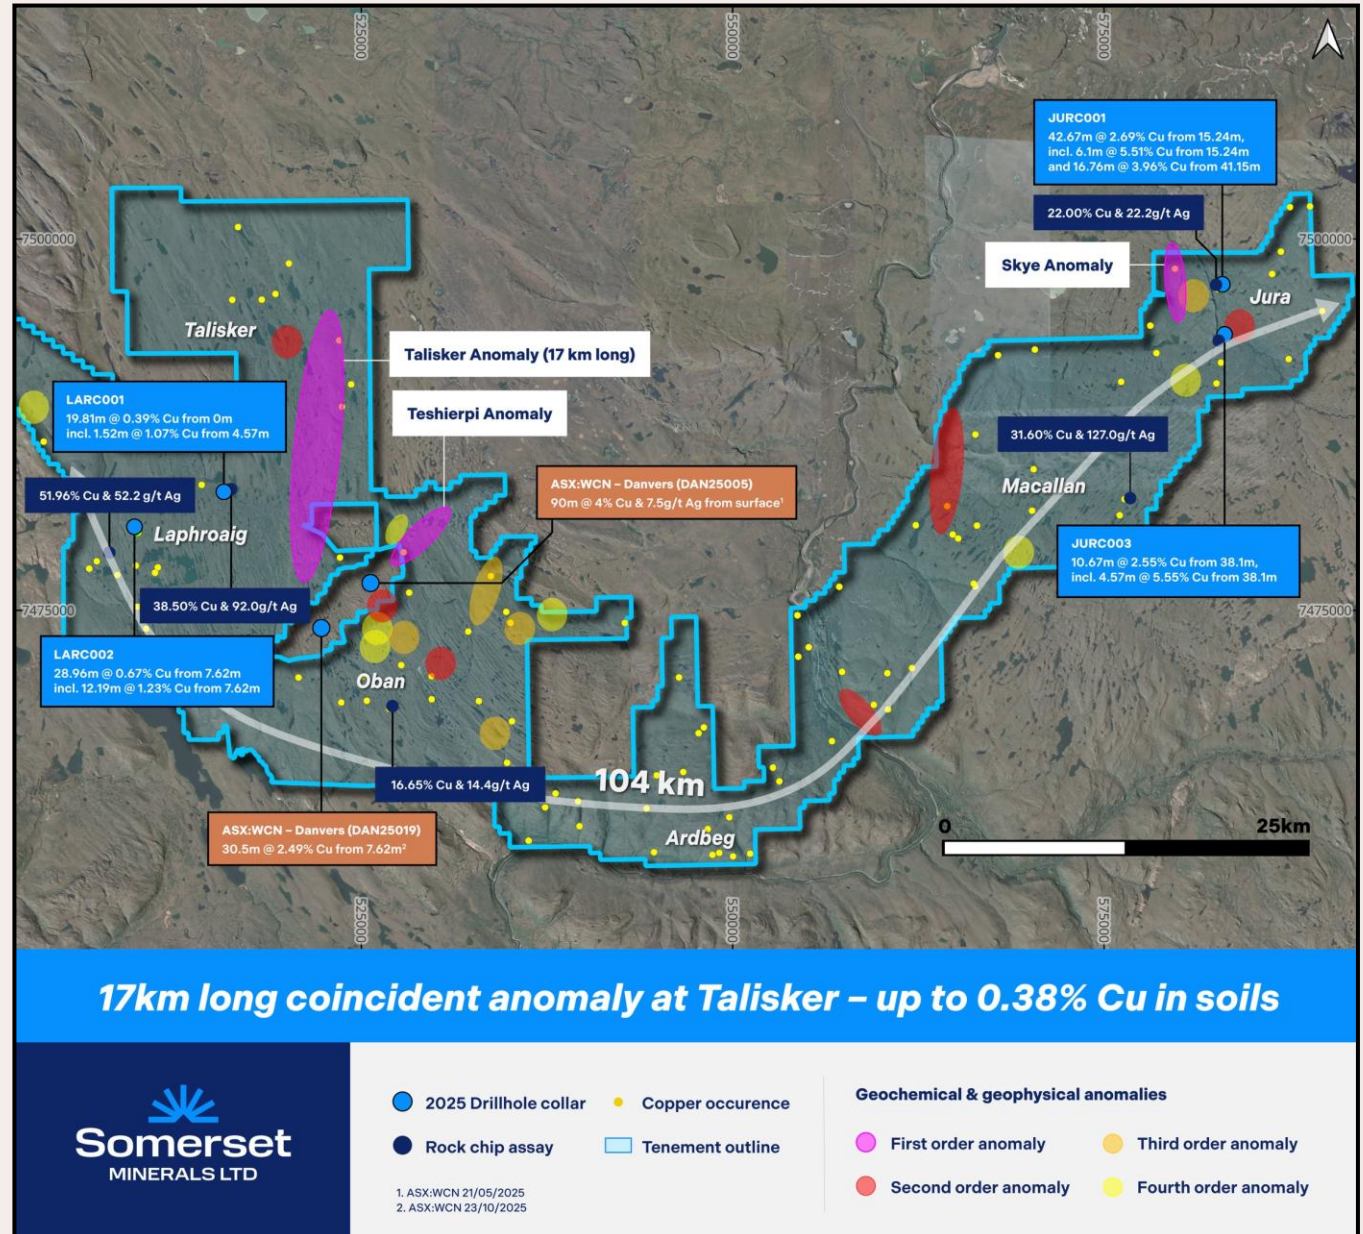 525000
550000
575000
JURC001
42.67m @ 2.69% Cu from 15.24m,
incl. 6.1m @ 5.51% Cu from 15.24m
and 16.76m @ 3.96% Cu from 41.15m
22.00% Cu & 22.2g/t Ag
7500000
7500000
Skye Anomaly
Jura
Talisker
Talisker Anomaly (17 km long)
LARC001
19.81m @ 0.39% Cu from 0m
incl. 1.52m @ 1.07% Cu from 4.57m
Teshierpi Anomaly
31.60% Cu & 127.0g/t Ag
51.96% Cu & 52.2 g/t Ag
ASX:WCN – Danvers (DAN25005)
90m @ 4% Cu & 7.5g/t Ag from surface¹
Macallan
Laphroaig
JURC003
10.67m @ 2.55% Cu from 38.1m,
incl. 4.57m @ 5.55% Cu from 38.1m
38.50% Cu & 92.0g/t Ag
7475000
7475000
LARC002
28.96m @ 0.67% Cu from 7.62m
incl. 12.19m @ 1.23% Cu from 7.62m
Oban
16.65% Cu & 14.4g/t Ag
104 km
ASX:WCN – Danvers (DAN25019)
30.5m @ 2.49% Cu from 7.62m²
Ardbeg
0
25km
525000
550000
575000
17km long coincident anomaly at Talisker – up to 0.38% Cu in soils
Somerset
MINERALS LTD
2025 Drillhole collar
Copper occurence
Rock chip assay
Tenement outline
1. ASX:WCN 21/05/2025
2. ASX:WCN 23/10/2025
Geochemical & geophysical anomalies
First order anomaly
Third order anomaly
Second order anomaly
Fourth order anomaly